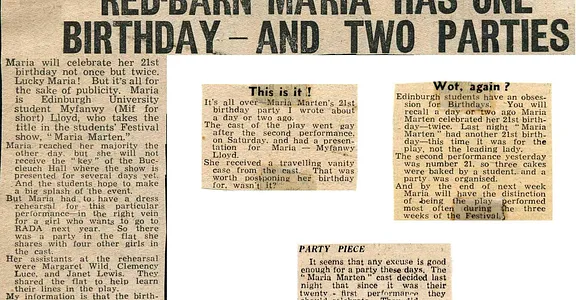 RED-BARN MARIA HAS ONE
BIRTHDAY — AND TWO PARTIES
Maria will celebrate her 21st
birthday not once but twice.
Lucky Maria! But it's all for
the sake of publicity. Maria
is Edinburgh University
student Myfanwy (Mif for
short) Lloyd, who takes the
title in the students' Festival
show, "Maria Marten."
Maria reached her majority the
other day, but she will not
receive the "key" of the Buc-
cleuch Hall where the show is
presented for several days yet.
And the students hope to make
a big splash of the event.
But Maria had to have a dress
rehearsal for this particular
performance—in the right vein
for a girl who wants to go to
RADA next year. So there
was a party in the flat she
shares with four other girls in
the cast.
Her assistants at the rehearsal
were Margaret Wild, Clemency
Luce, and Janet Lewis. They
shared the flat to help learn
their lines in the play.
My information is that the birth-
This is it !
It's all over—Maria Marten's 21st
birthday party I wrote about
a day or two ago.
The cast of the play went gay
after the second performance,
on Saturday, and had a presen-
tation for Maria — Myfanwy
Lloyd.
She received a travelling vanity
case from the cast. That was
worth postponing her birthday
for, wasn't it?
Wot, again ?
Edinburgh students have an obses-
sion for Birthdays. You will
recall a day or two ago Maria
Marten celebrated her 21st birth-
day—twice. Last night "Maria
Marten" had another 21st birth-
day—this time it was for the
play, not the leading lady.
The second performance yesterday
was number 21, so three cakes
were baked by a student, and a
party was organised.
And by the end of next week
Maria will have the distinction
of being the play performed
most often during the three
weeks of the Festival.
PARTY PIECE
It seems that any excuse is good
enough for a party these days. The
"Maria Marten" cast decided last
night that since it was their
twenty-first performance they